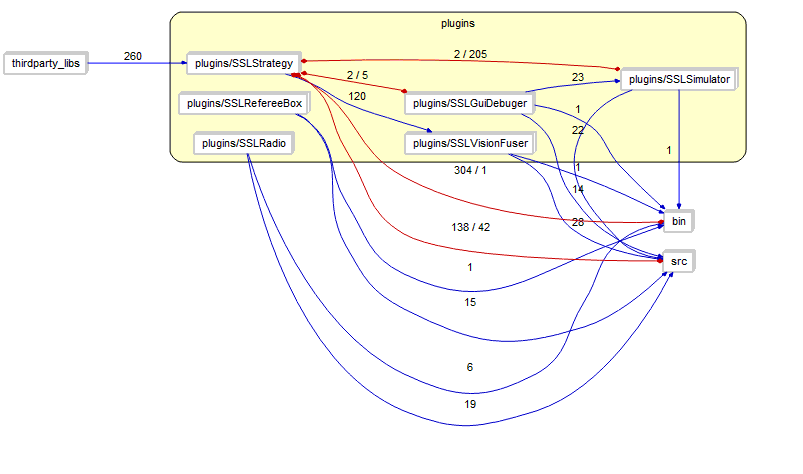 plugins
thirdparty_libs
260
plugins/SSLStrategy
2 / 205
2 / 5
23
plugins/SSLSimulator
120
plugins/SSLRefereeBox
plugins/SSLGuiDebuger
1
22
plugins/SSLRadio
plugins/SSLVisionFuser
1
304 / 1
1
14
138 / 42
28
bin
src
1
15
6
19